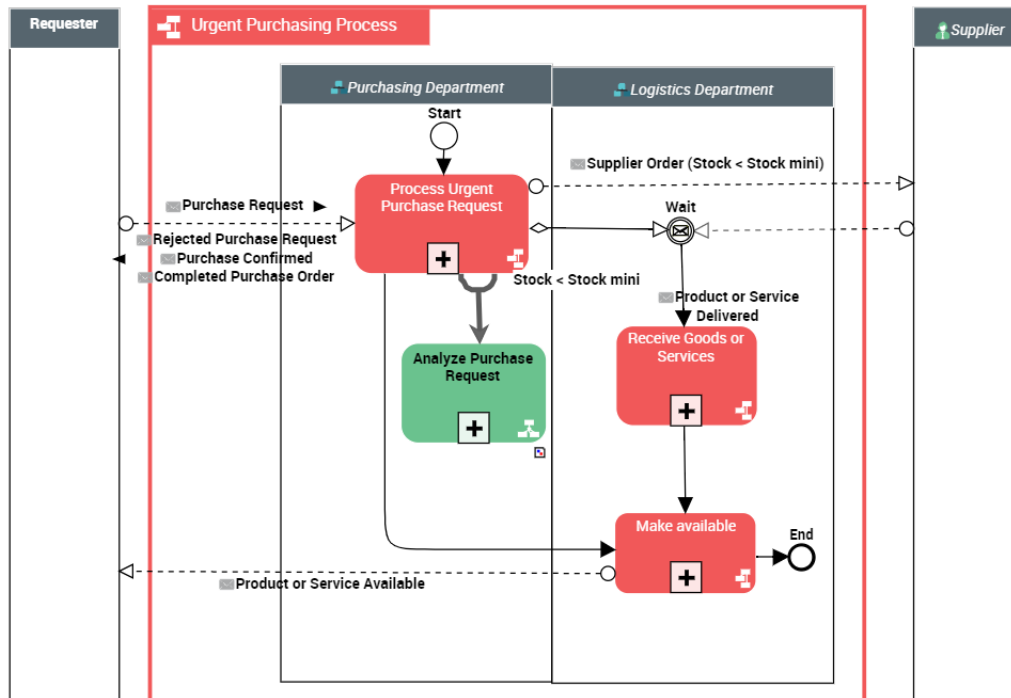 Requester
Urgent Purchasing Process
Supplier
Purchasing Department
Logistics Department
Start
Supplier Order (Stock < Stock mini)
Process Urgent
Purchase Request
Purchase Request
Wait
Rejected Purchase Request
Purchase Confirmed
Completed Purchase Order
Stock < Stock mini
Product or Service
Delivered
Receive Goods or
Services
Analyze Purchase
Request
Make available
End
Product or Service Available